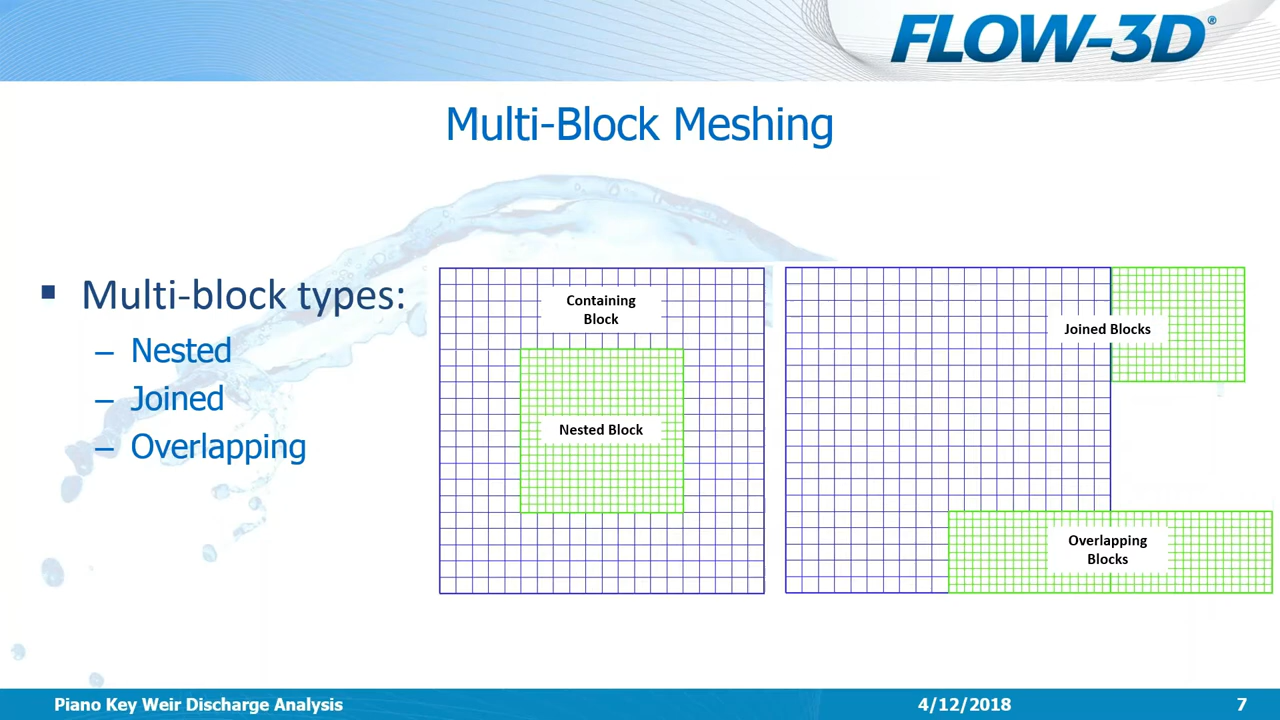 FLOW-3D®
Multi-Block Meshing
▪ Multi-block types:
– Nested
– Joined
– Overlapping
Containing
Block
Nested Block
Joined Blocks
Overlapping
Blocks
Piano Key Weir Discharge Analysis
4/12/2018
7